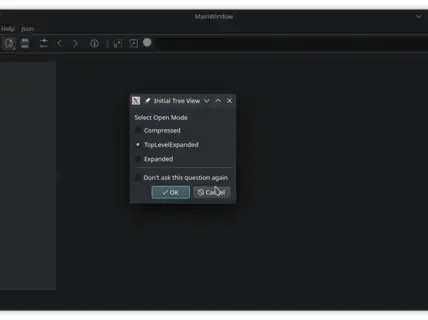 MainWindow
Help Json
Initial Tree View
Select Open Mode
Compressed
TopLevelExpanded
Expanded
Don't ask this question again
OK Cancel